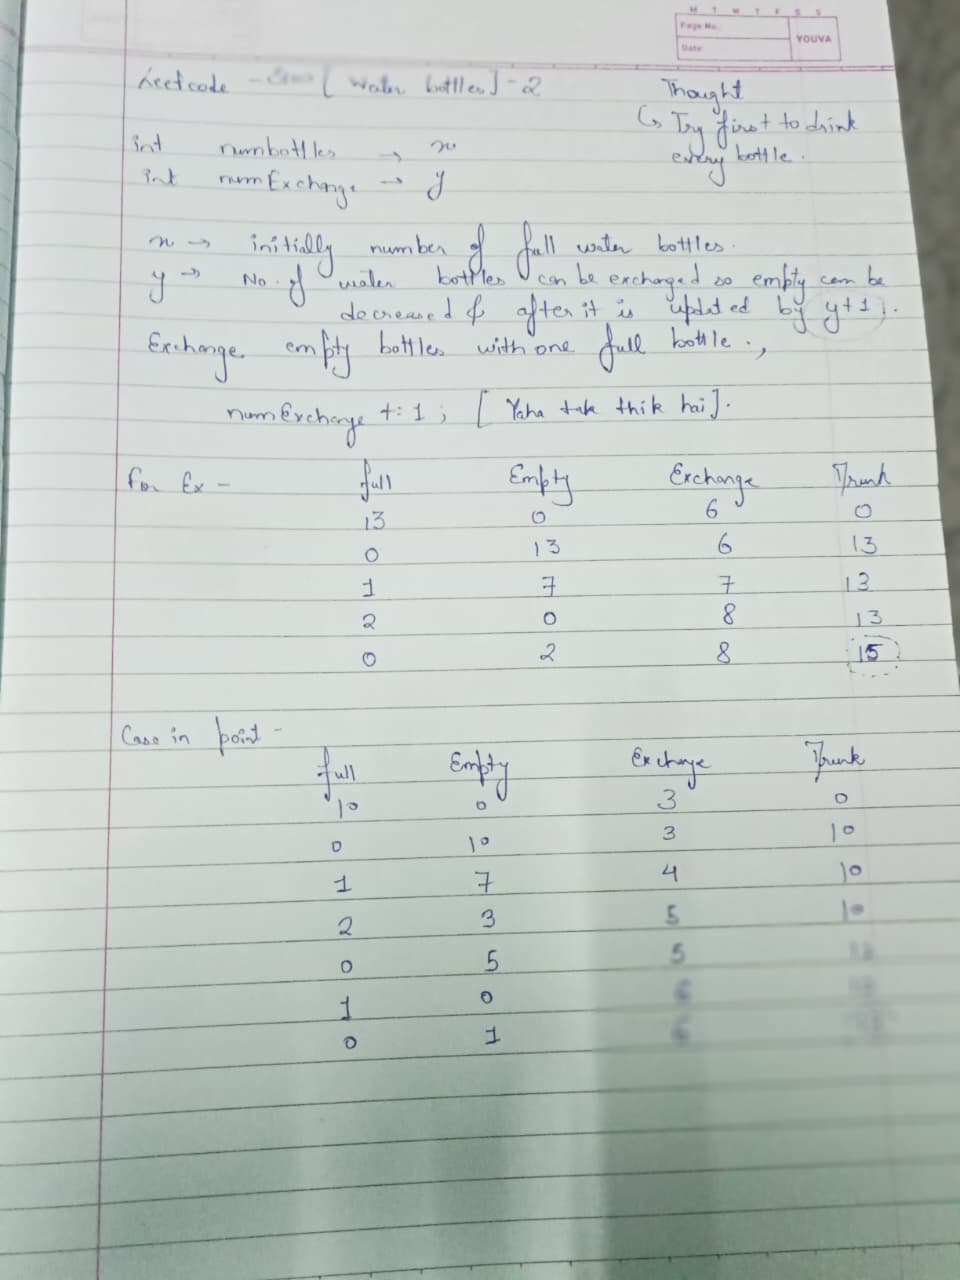 M T W T F S S
Page No.:
Date:
YOUVA
Leetcode - [ Water bottles ] - 2
Thought
↳ Try first to drink
every bottle.
int numbottles → x
int numExchange → y
x → initially number of full water bottles.
y → No. of water bottles can be exchanged so empty can be
decreased & after it is updated by y+1;.
Exchange empty bottles with one full bottle.,
numExchange += 1; [ Yaha tak thik hai ].
For Ex - full Empty Exchange Drunk
13 0 6 0
0 13 6 13
1 7 7 13
2 0 8 13
0 2 8 15
Case in point -
full Empty Exchange Drunk
10 0 3 0
0 10 3 10
1 7 4 10
2 3 5 10
0 5 5
1 0 6
0 1 6